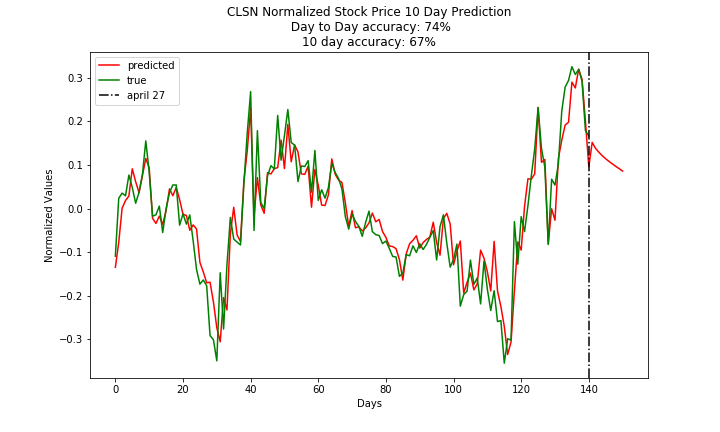 CLSN Normalized Stock Price 10 Day Prediction
Day to Day accuracy: 74%
10 day accuracy: 67%
predicted
true
april 27
Normalized Values
0.3
0.2
0.1
0.0
−0.1
−0.2
−0.3
0 20 40 60 80 100 120 140
Days